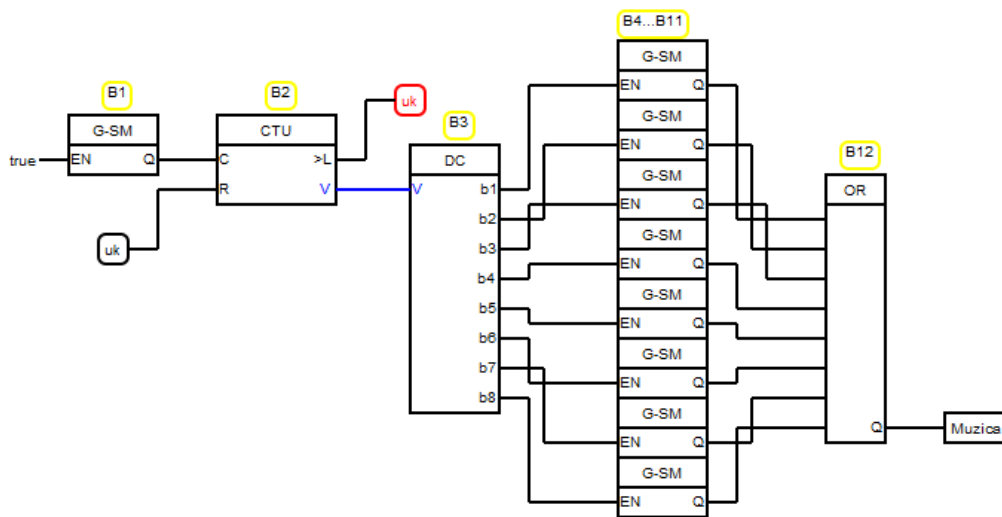 B1
G-SM
true
EN Q
B2
CTU
C >L
R V
uk
uk
B3
DC
V
b1
b2
b3
b4
b5
b6
b7
b8
B4...B11
G-SM
EN Q
G-SM
EN Q
G-SM
EN Q
G-SM
EN Q
G-SM
EN Q
G-SM
EN Q
G-SM
EN Q
G-SM
EN Q
B12
OR
Q
Muzica